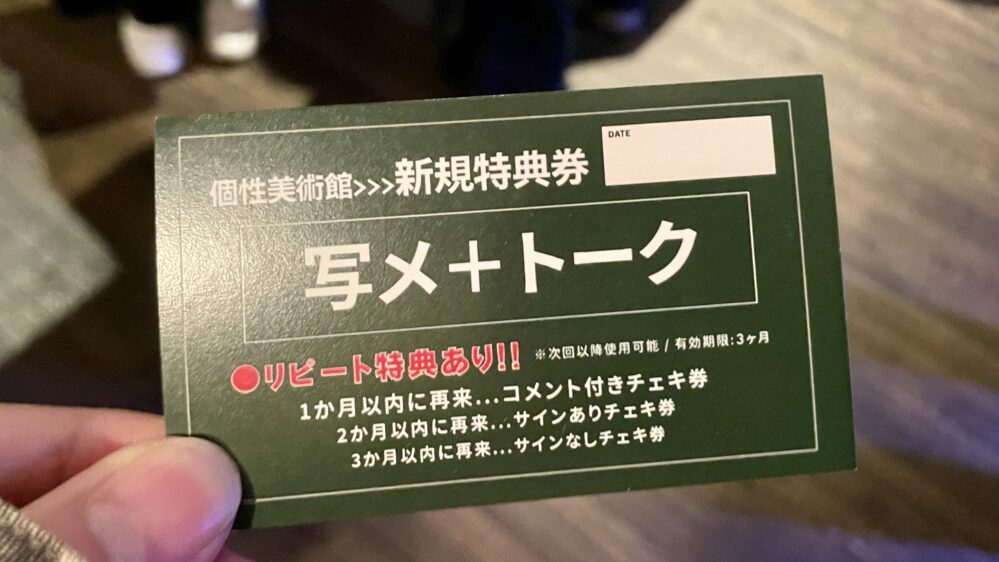 個性美術館>>>新規特典券
DATE
写メ+トーク
●リピート特典あり!!
※次回以降使用可能 / 有効期限:3ヶ月
1か月以内に再来...コメント付きチェキ券
2か月以内に再来...サインありチェキ券
3か月以内に再来...サインなしチェキ券